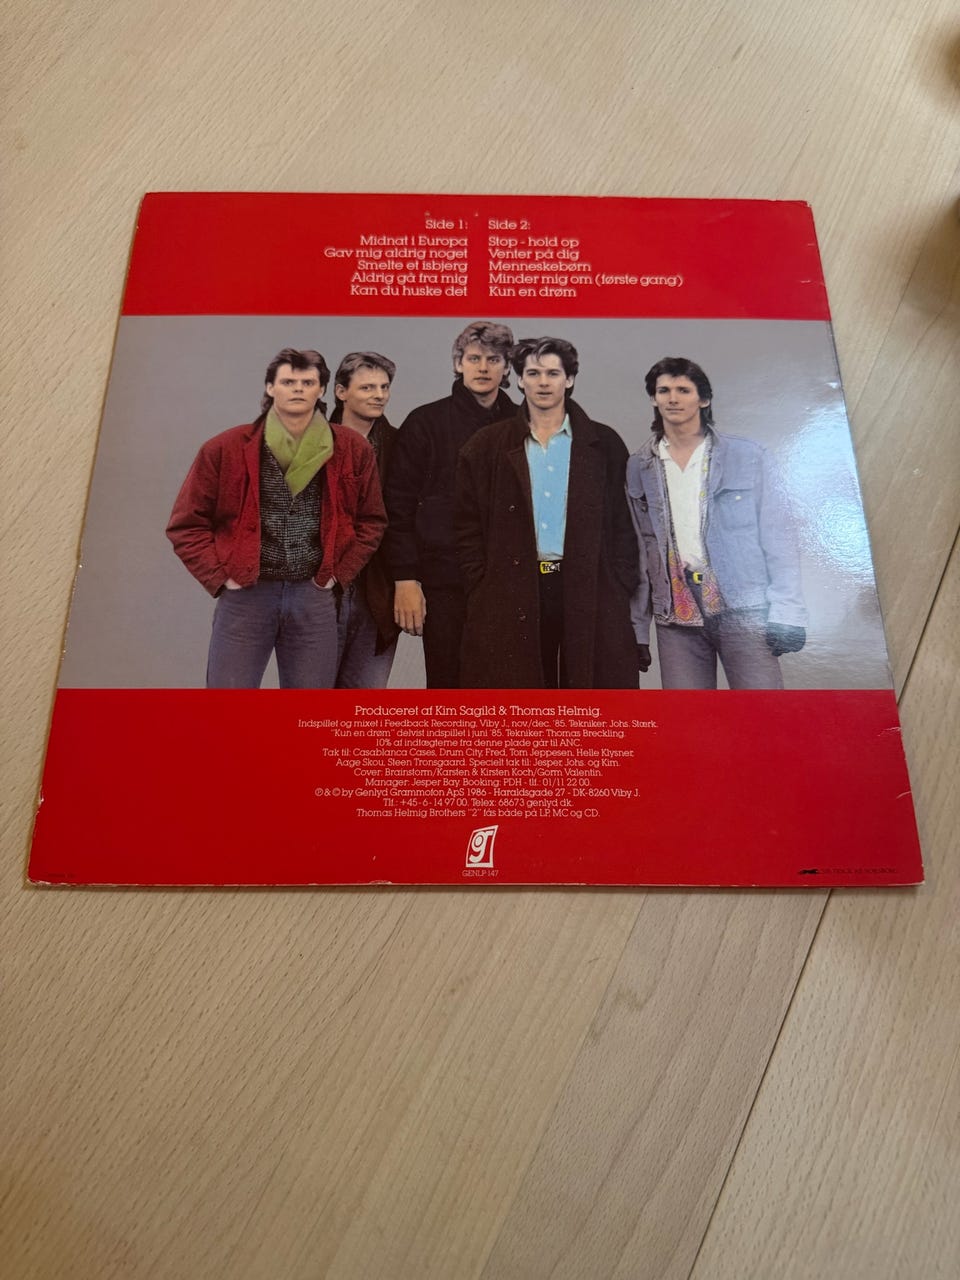 Side 1:
Midnat i Europa
Gav mig aldrig noget
Smelte et isbjerg
Aldrig gå fra mig
Kan du huske det
Side 2:
Stop - hold op
Venter på dig
Menneskebørn
Minder mig om (første gang)
Kun en drøm
Produceret af Kim Sagild & Thomas Helmig.
Indspillet og mixet i Feedback Recording, Viby J., nov./dec. '85. Tekniker: Johs. Stærk.
"Kun en drøm" delvist indspillet i juni '85. Tekniker: Thomas Breckling.
10% af indtægterne fra denne plade går til ANC.
Tak til: Casablanca Cases, Drum City, Fred, Tom Jeppesen, Helle Klysner,
Aage Skou, Steen Tronsgaard. Specielt tak til: Jesper, Johs. og Kim.
Cover: Brainstorm/Karsten & Kirsten Koch/Gorm Valentin.
Manager: Jesper Bay. Booking: PDH - tlf.: 01/11 22 00.
℗ & © by Genlyd Grammofon ApS 1986 - Haraldsgade 27 - DK-8260 Viby J.
Tlf.: +45 - 6 - 14 97 00. Telex: 68673 genlyd dk.
Thomas Helmig Brothers "2" fås både på LP, MC og CD.
g
GENLP 147